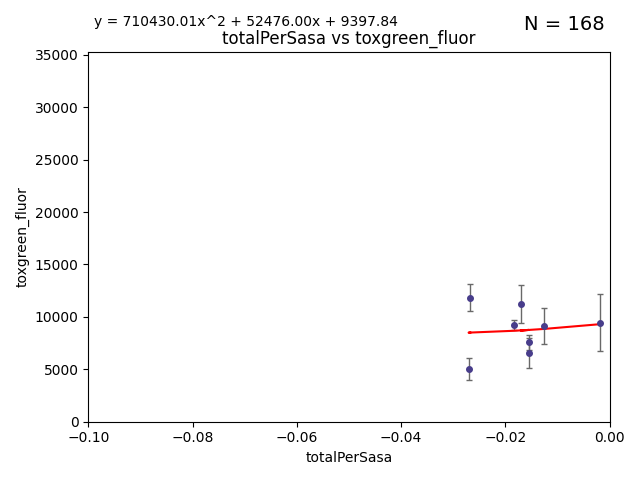 y = 710430.01x^2 + 52476.00x + 9397.84
N = 168
totalPerSasa vs toxgreen_fluor
35000
30000
25000
20000
15000
10000
5000
0
toxgreen_fluor
−0.10
−0.08
−0.06
−0.04
−0.02
0.00
totalPerSasa